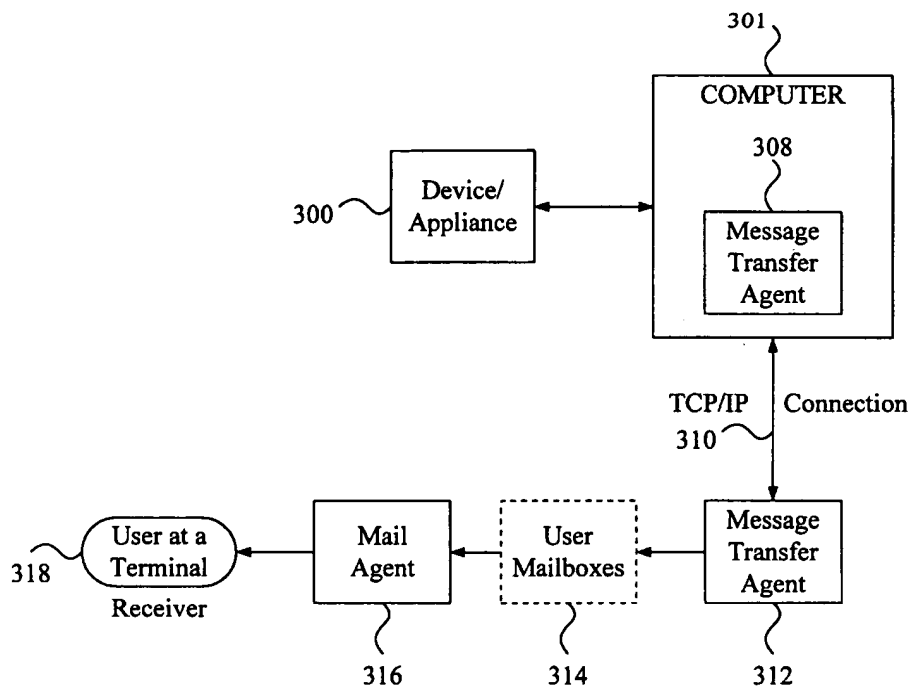 301
COMPUTER
308
Message
Transfer
Agent
300
Device/
Appliance
TCP/IP Connection
310
318
User at a
Terminal
Receiver
Mail
Agent
316
User
Mailboxes
314
Message
Transfer
Agent
312